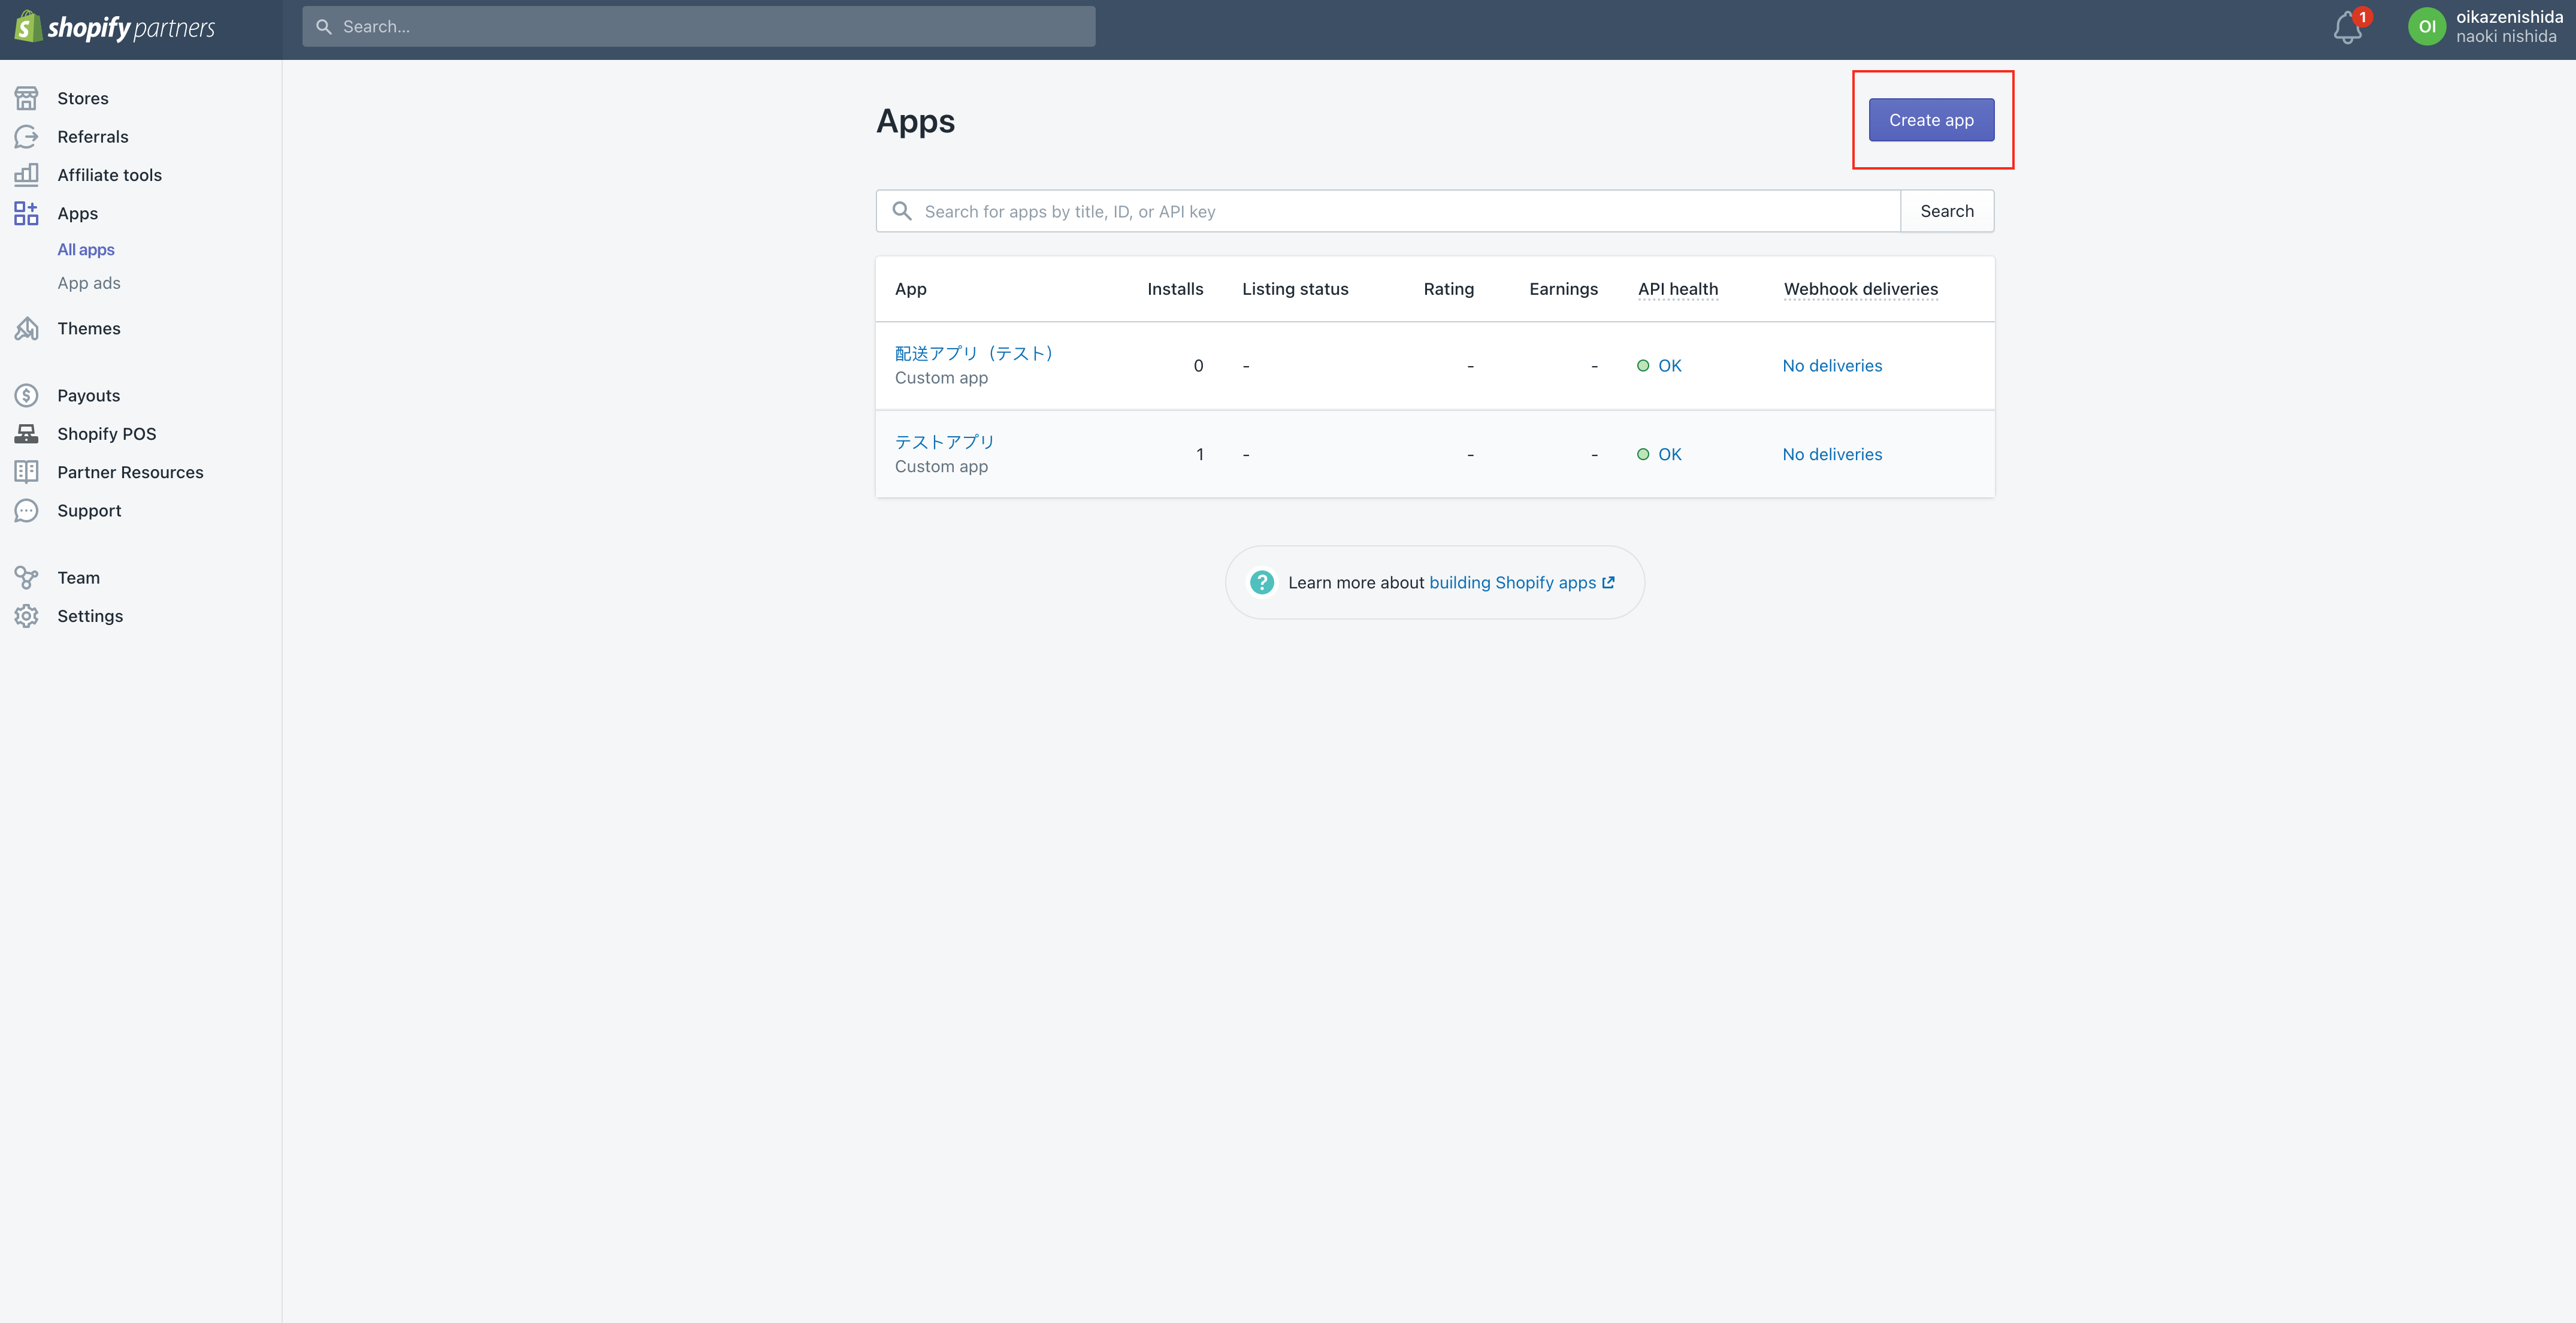 shopify partners
Search...
1
OI
oikazenishida
naoki nishida
Stores
Referrals
Affiliate tools
Apps
All apps
App ads
Themes
Payouts
Shopify POS
Partner Resources
Support
Team
Settings
Apps
Create app
Search for apps by title, ID, or API key
Search
App Installs Listing status Rating Earnings API health Webhook deliveries
配送アプリ（テスト） 0 - - - OK No deliveries
Custom app
テストアプリ 1 - - - OK No deliveries
Custom app
? Learn more about building Shopify apps